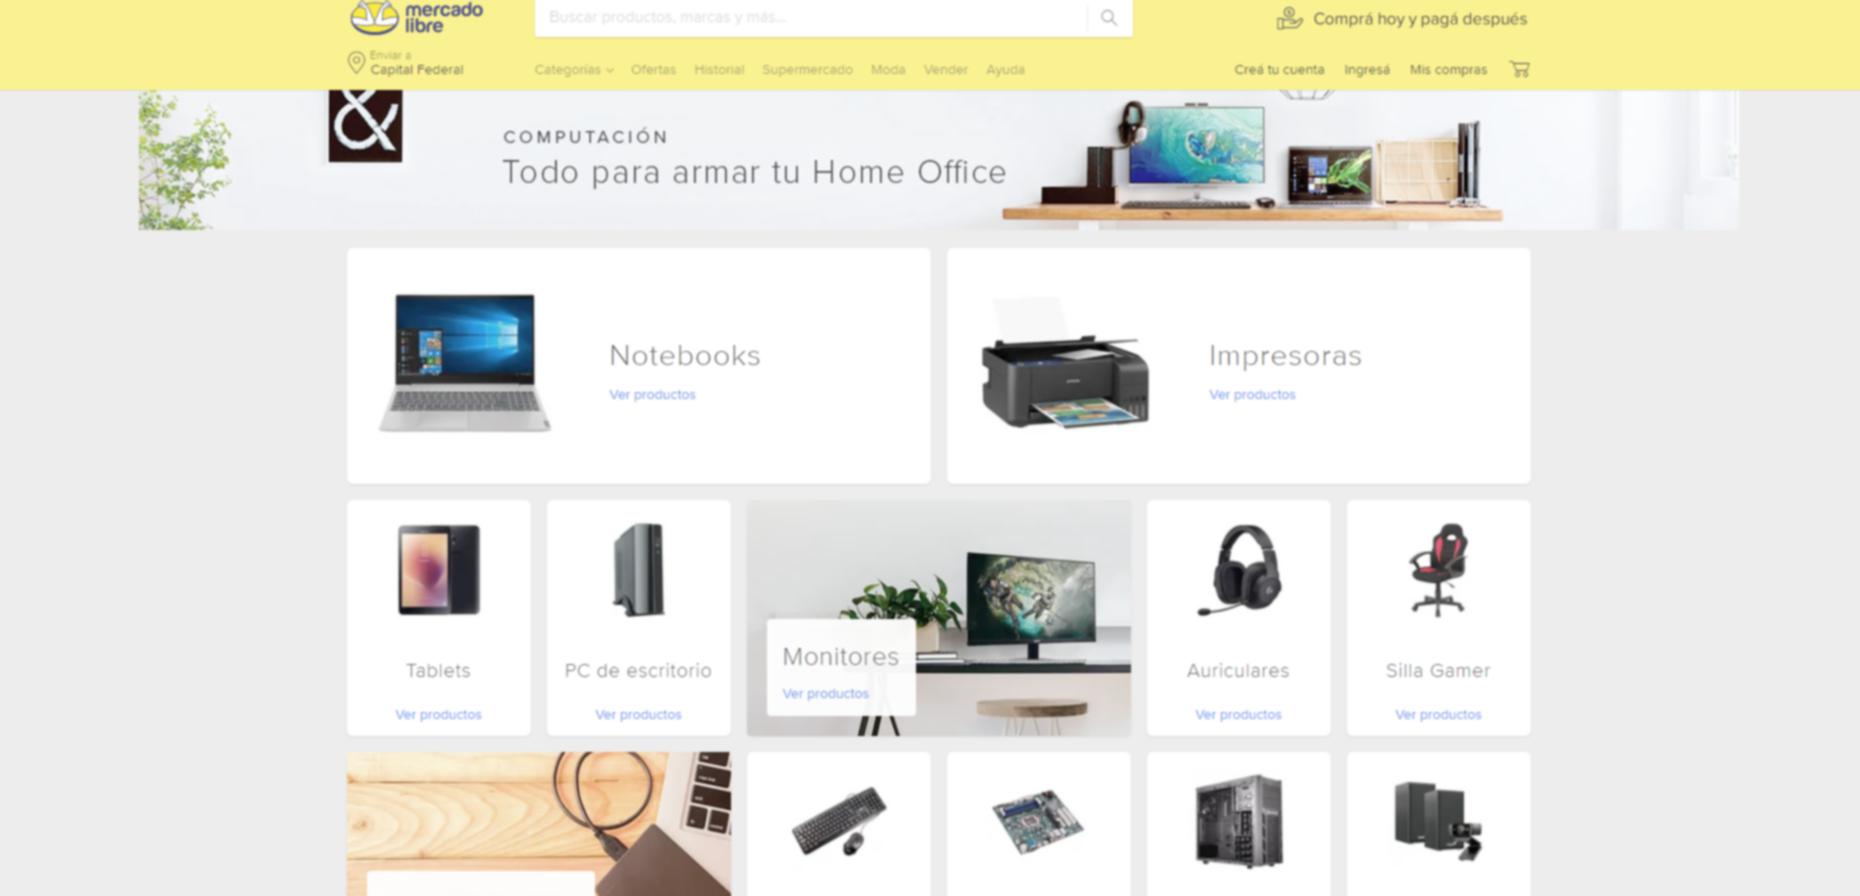 mercado
libre
Buscar productos, marcas y más...
Comprá hoy y pagá después
Enviar a
Capital Federal
Categorías Ofertas Historial Supermercado Moda Vender Ayuda
Creá tu cuenta Ingresá Mis compras
&
COMPUTACIÓN
Todo para armar tu Home Office
Notebooks
Ver productos
Impresoras
Ver productos
Tablets
Ver productos
PC de escritorio
Ver productos
Monitores
Ver productos
Auriculares
Ver productos
Silla Gamer
Ver productos